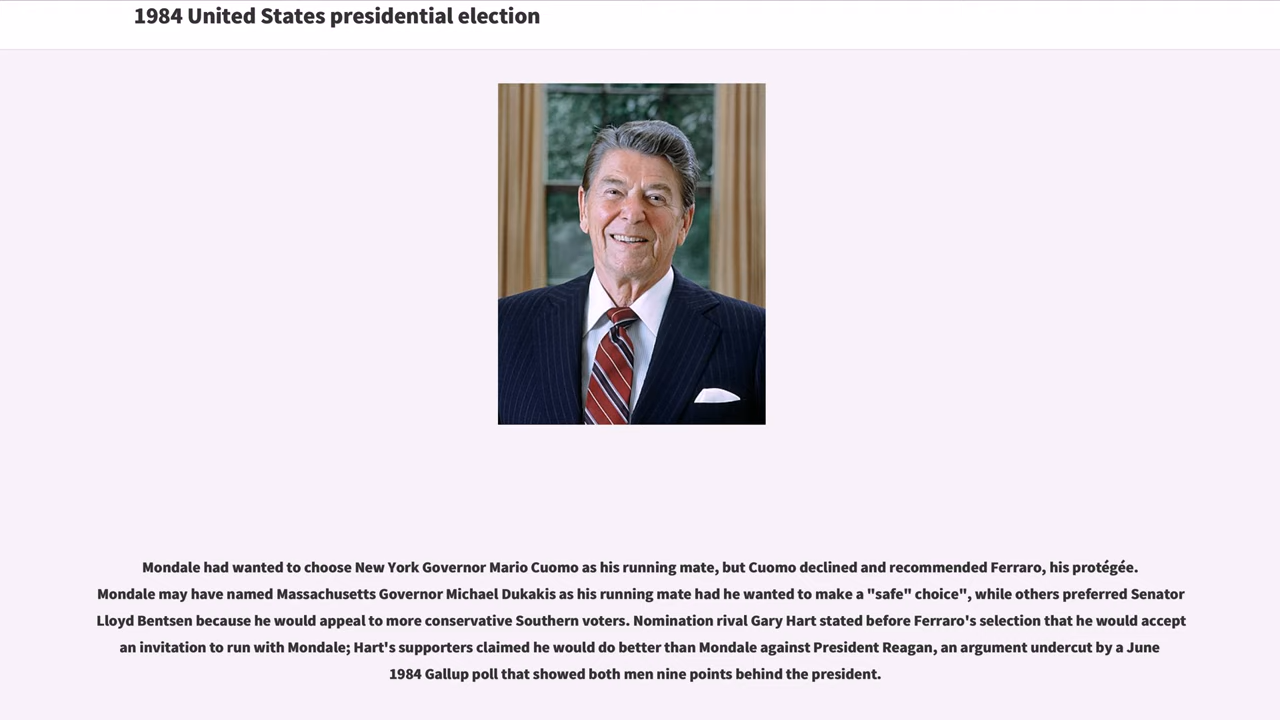 1984 United States presidential election
Mondale had wanted to choose New York Governor Mario Cuomo as his running mate, but Cuomo declined and recommended Ferraro, his protégée.
Mondale may have named Massachusetts Governor Michael Dukakis as his running mate had he wanted to make a "safe" choice", while others preferred Senator
Lloyd Bentsen because he would appeal to more conservative Southern voters. Nomination rival Gary Hart stated before Ferraro's selection that he would accept
an invitation to run with Mondale; Hart's supporters claimed he would do better than Mondale against President Reagan, an argument undercut by a June
1984 Gallup poll that showed both men nine points behind the president.